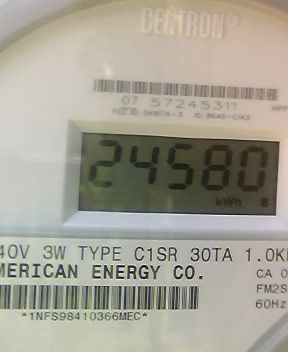 CENTRON®
07 57245311
24580
kWh
40V 3W TYPE C1SR 30TA 1.0K
MERICAN ENERGY CO.
CA 0
FM2S
60Hz
*1NFS98410366MEC*